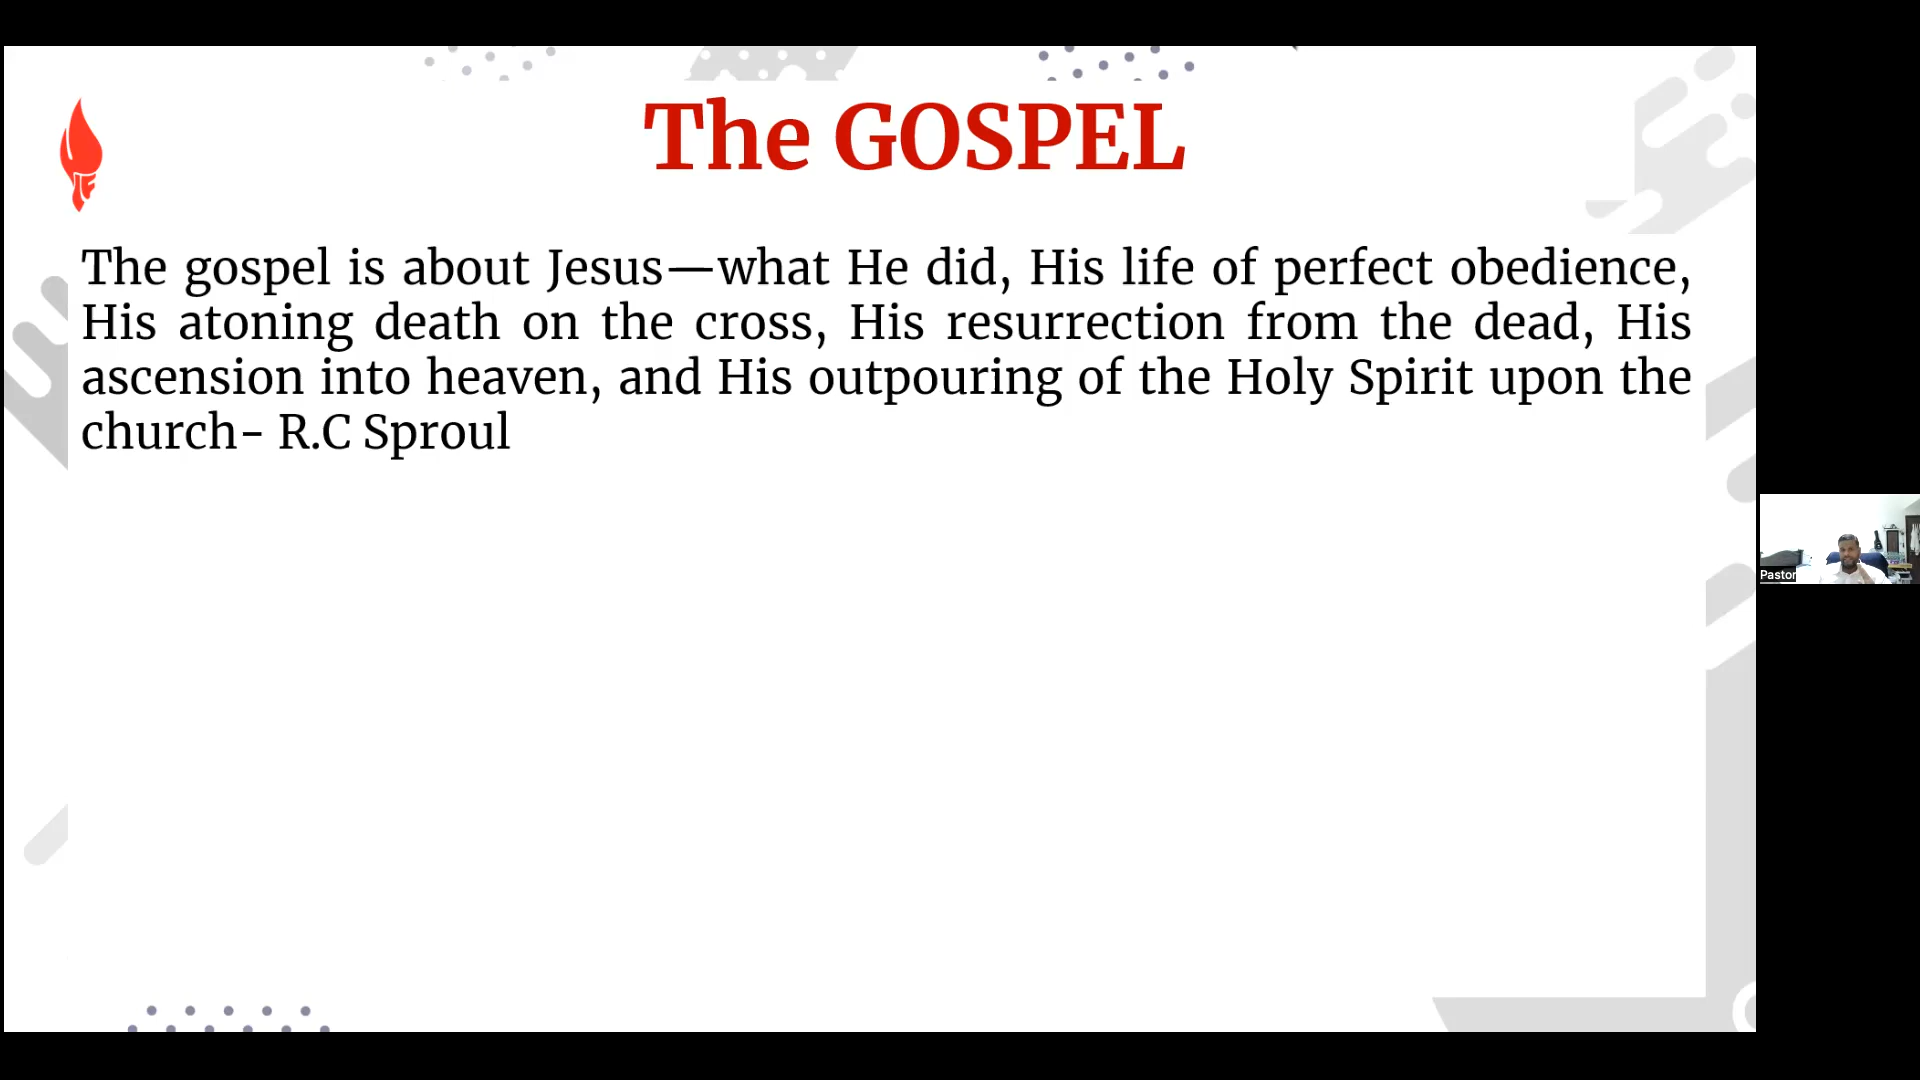 The GOSPEL
The gospel is about Jesus—what He did, His life of perfect obedience,
His atoning death on the cross, His resurrection from the dead, His
ascension into heaven, and His outpouring of the Holy Spirit upon the
church- R.C Sproul
Pastor